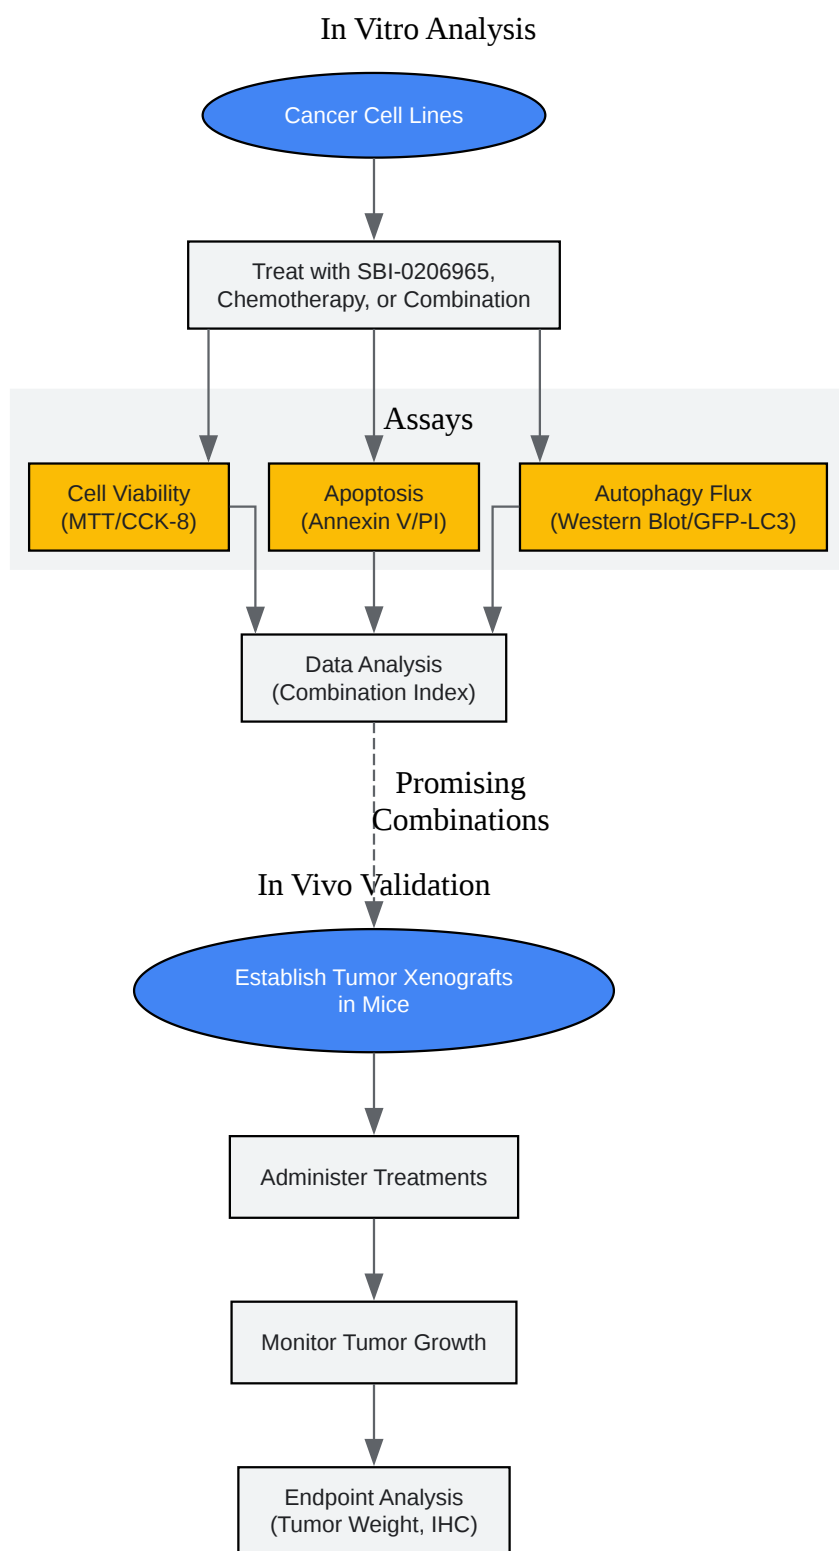 In Vitro Analysis
Cancer Cell Lines
Treat with SBI-0206965,
Chemotherapy, or Combination
Assays
Cell Viability
(MTT/CCK-8)
Apoptosis
(Annexin V/PI)
Autophagy Flux
(Western Blot/GFP-LC3)
Data Analysis
(Combination Index)
Promising
Combinations
In Vivo Validation
Establish Tumor Xenografts
in Mice
Administer Treatments
Monitor Tumor Growth
Endpoint Analysis
(Tumor Weight, IHC)